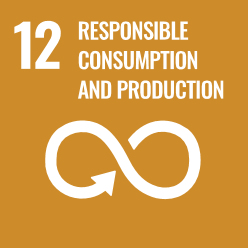 12 RESPONSIBLE
CONSUMPTION
AND PRODUCTION